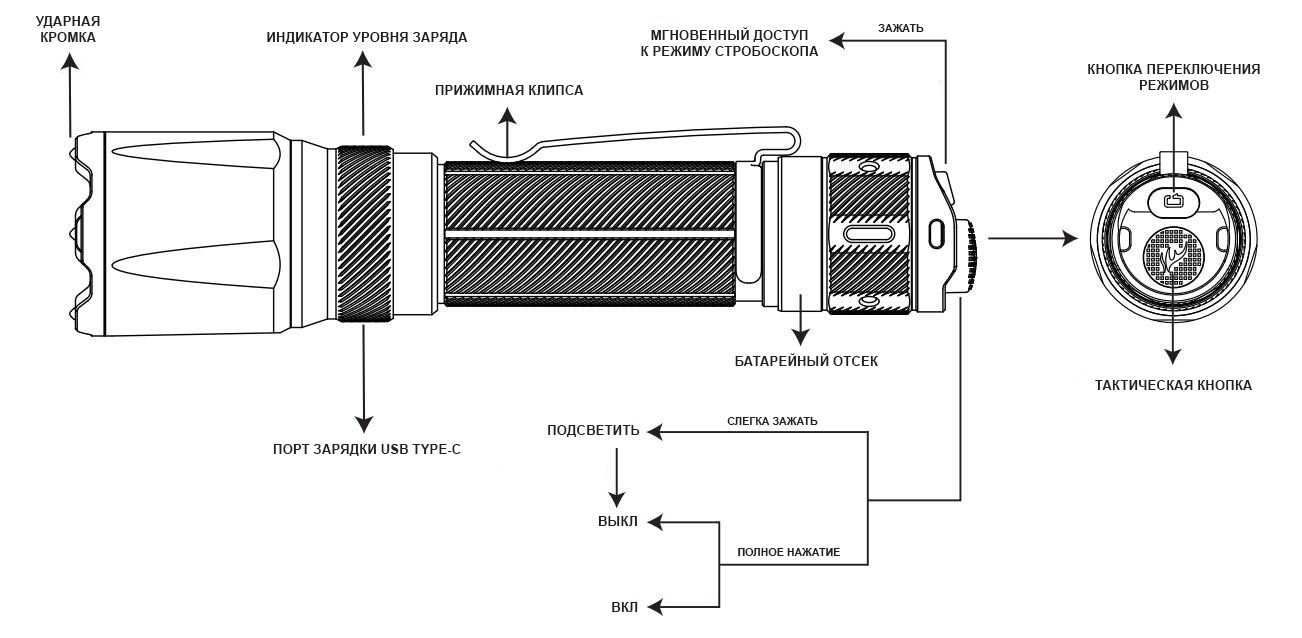 УДАРНАЯ
КРОМКА
ИНДИКАТОР УРОВНЯ ЗАРЯДА
ПРИЖИМНАЯ КЛИПСА
МГНОВЕННЫЙ ДОСТУП
К РЕЖИМУ СТРОБОСКОПА
ЗАЖАТЬ
КНОПКА ПЕРЕКЛЮЧЕНИЯ
РЕЖИМОВ
БАТАРЕЙНЫЙ ОТСЕК
ТАКТИЧЕСКАЯ КНОПКА
ПОРТ ЗАРЯДКИ USB TYPE-C
ПОДСВЕТИТЬ
СЛЕГКА ЗАЖАТЬ
ВЫКЛ
ПОЛНОЕ НАЖАТИЕ
ВКЛ